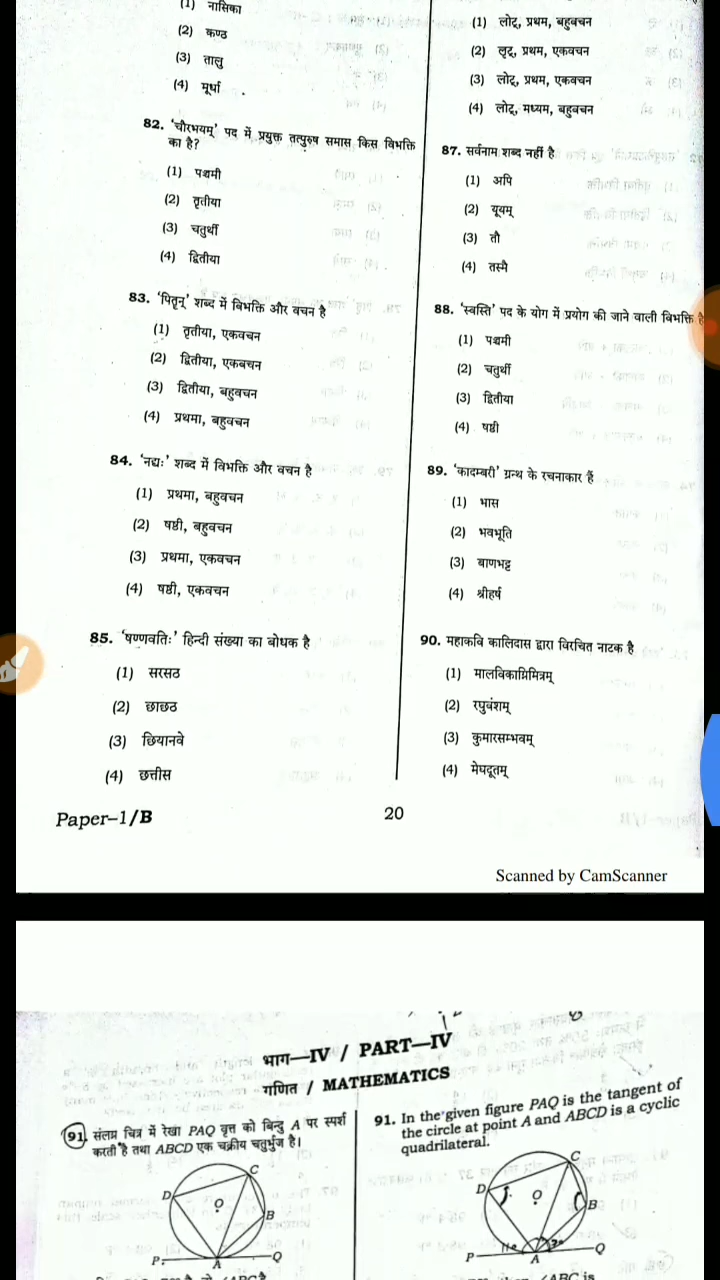 (1) नासिका
(2) कण्ठ
(3) तालु
(4) मूर्धा
82. 'चौरभयम्' पद में प्रयुक्त तत्पुरुष समास किस विभक्ति
का है?
(1) पञ्चमी
(2) तृतीया
(3) चतुर्थी
(4) द्वितीया
83. 'पितॄन्' शब्द में विभक्ति और वचन है
(1) तृतीया, एकवचन
(2) द्वितीया, एकबचन
(3) द्वितीया, बहुवचन
(4) प्रथमा, बहुवचन
84. 'नद्यः' शब्द में विभक्ति और वचन है
(1) प्रथमा, बहुवचन
(2) षष्ठी, बहुवचन
(3) प्रथमा, एकवचन
(4) षष्ठी, एकवचन
85. 'षण्णवतिः' हिन्दी संख्या का बोधक है
(1) सरसठ
(2) छाछठ
(3) छियानवे
(4) छत्तीस
(1) लोट्, प्रथम, बहुवचन
(2) लृट्, प्रथम, एकवचन
(3) लोट्, प्रथम, एकवचन
(4) लोट्, मध्यम, बहुवचन
87. सर्वनाम शब्द नहीं है
(1) अपि
(2) यूयम्
(3) तौ
(4) तस्मै
88. 'स्वस्ति' पद के योग में प्रयोग की जाने वाली विभक्ति है
(1) पञ्चमी
(2) चतुर्थी
(3) द्वितीया
(4) षष्ठी
89. 'कादम्बरी' ग्रन्थ के रचनाकार हैं
(1) भास
(2) भवभूति
(3) बाणभट्ट
(4) श्रीहर्ष
90. महाकवि कालिदास द्वारा विरचित नाटक है
(1) मालविकाग्निमित्रम्
(2) रघुवंशम्
(3) कुमारसम्भवम्
(4) मेघदूतम्
Paper-1/B
20
Scanned by CamScanner
भाग—IV / PART—IV
गणित / MATHEMATICS
91. संलग्न चित्र में रेखा PAQ वृत्त को बिन्दु A पर स्पर्श
करती है तथा ABCD एक चक्रीय चतुर्भुज है।
D C O B P A Q
91. In the given figure PAQ is the tangent of
the circle at point A and ABCD is a cyclic
quadrilateral.
D C O B P A Q